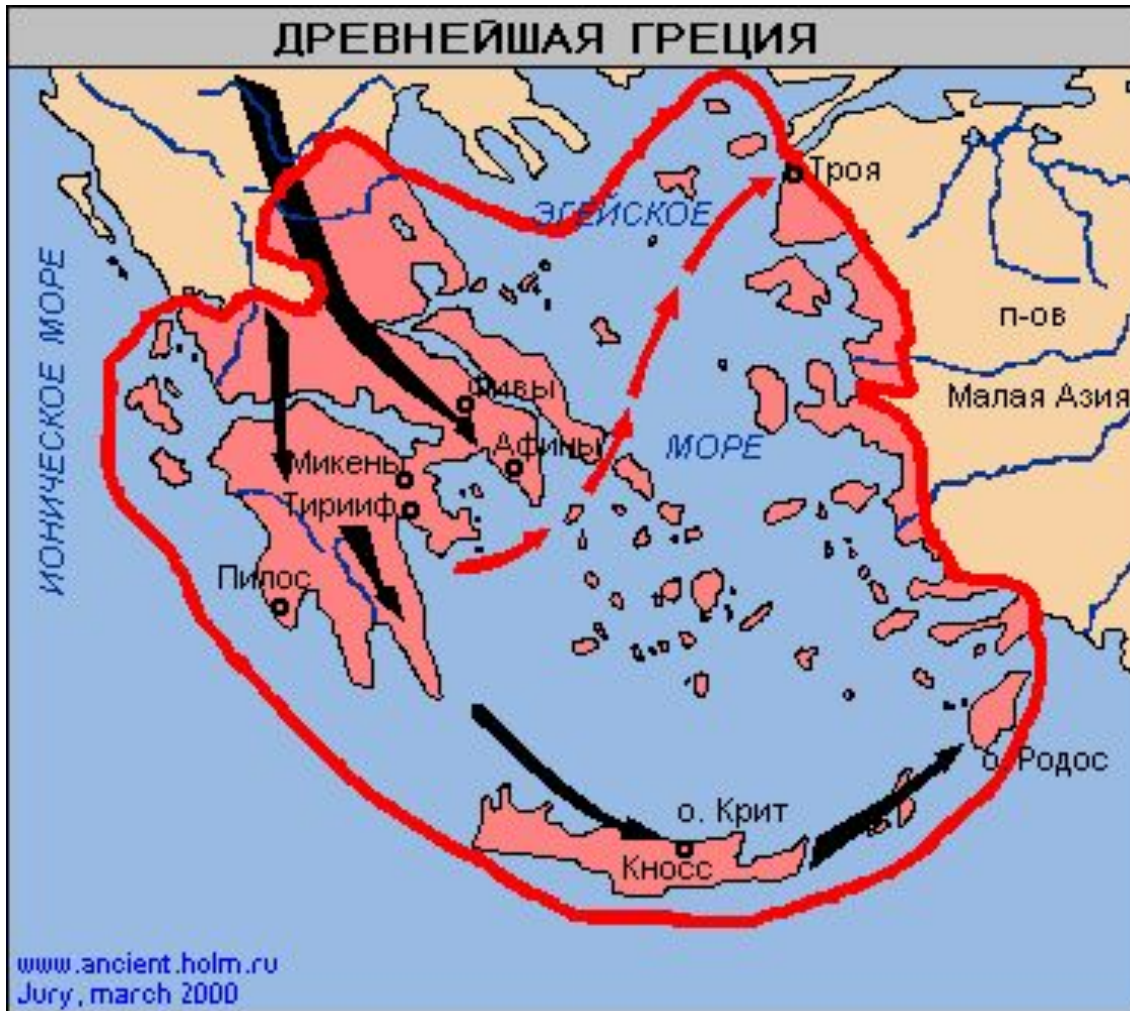 ДРЕВНЕЙШАЯ ГРЕЦИЯ
Троя
ЭГЕЙСКОЕ
ИОНИЧЕСКОЕ МОРЕ
п-ов
Малая Азия
Фивы
МОРЕ
Афины
Микены
Тирииф
Пилос
о. Родос
о. Крит
Кносс
www.ancient.holm.ru
Jury, march 2000